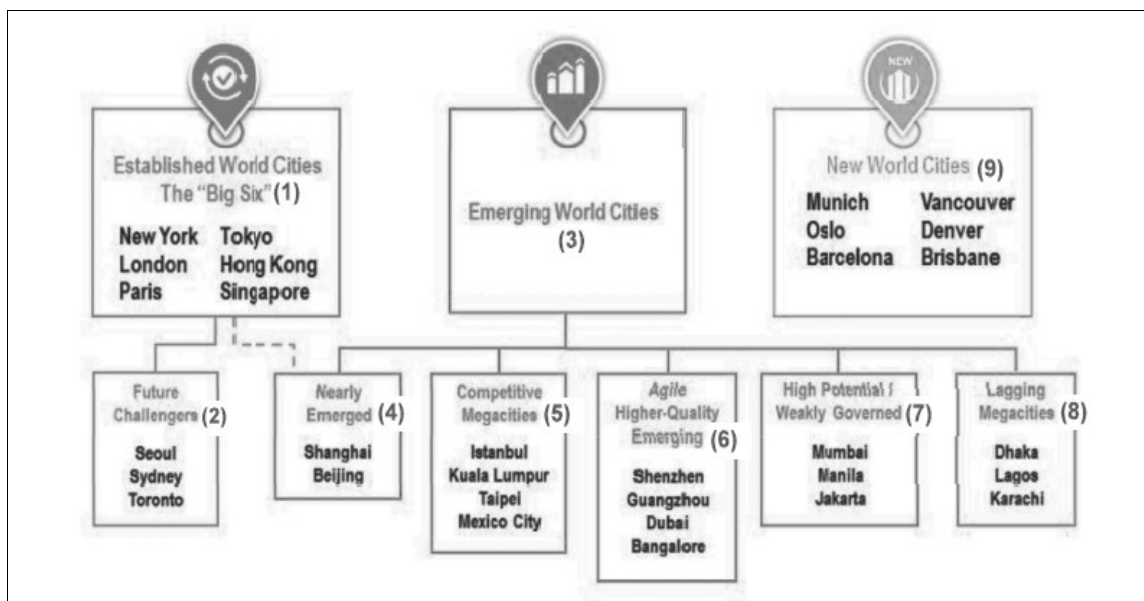 Established World Cities
The “Big Six” (1)
New York Tokyo
London Hong Kong
Paris Singapore
Emerging World Cities
(3)
NEW
New World Cities (9)
Munich Vancouver
Oslo Denver
Barcelona Brisbane
Future
Challengers (2)
Seoul
Sydney
Toronto
Nearly
Emerged (4)
Shanghai
Beijing
Competitive
Megacities (5)
Istanbul
Kuala Lumpur
Taipei
Mexico City
Agile
Higher-Quality
Emerging (6)
Shenzhen
Guangzhou
Dubai
Bangalore
High Potential /
Weakly Governed (7)
Mumbai
Manila
Jakarta
Lagging
Megacities (8)
Dhaka
Lagos
Karachi